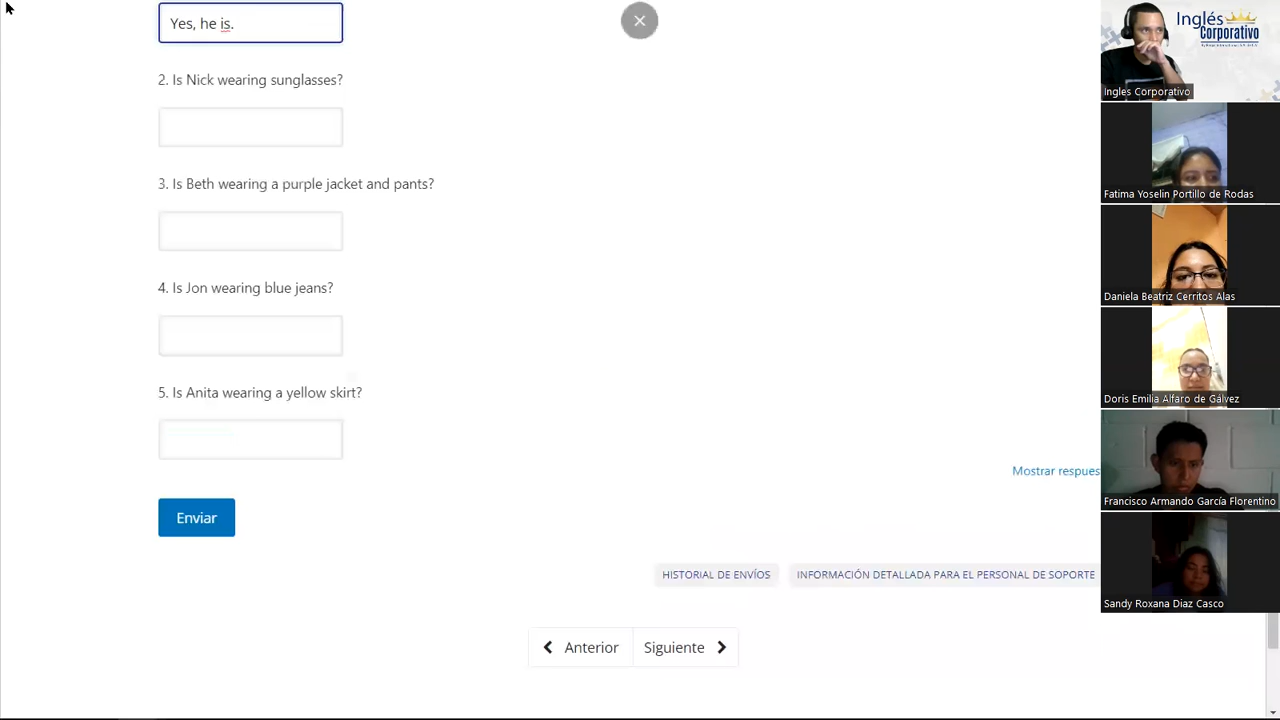 Yes, he is.
2. Is Nick wearing sunglasses?
3. Is Beth wearing a purple jacket and pants?
4. Is Jon wearing blue jeans?
5. Is Anita wearing a yellow skirt?
Mostrar respues
Enviar
HISTORIAL DE ENVÍOS
INFORMACIÓN DETALLADA PARA EL PERSONAL DE SOPORTE
Anterior
Siguiente
Inglés
Corporativo
Ingles Corporativo
Fatima Yoselin Portillo de Rodas
Daniela Beatriz Cerritos Alas
Doris Emilia Alfaro de Gálvez
Francisco Armando García Florentino
Sandy Roxana Diaz Casco